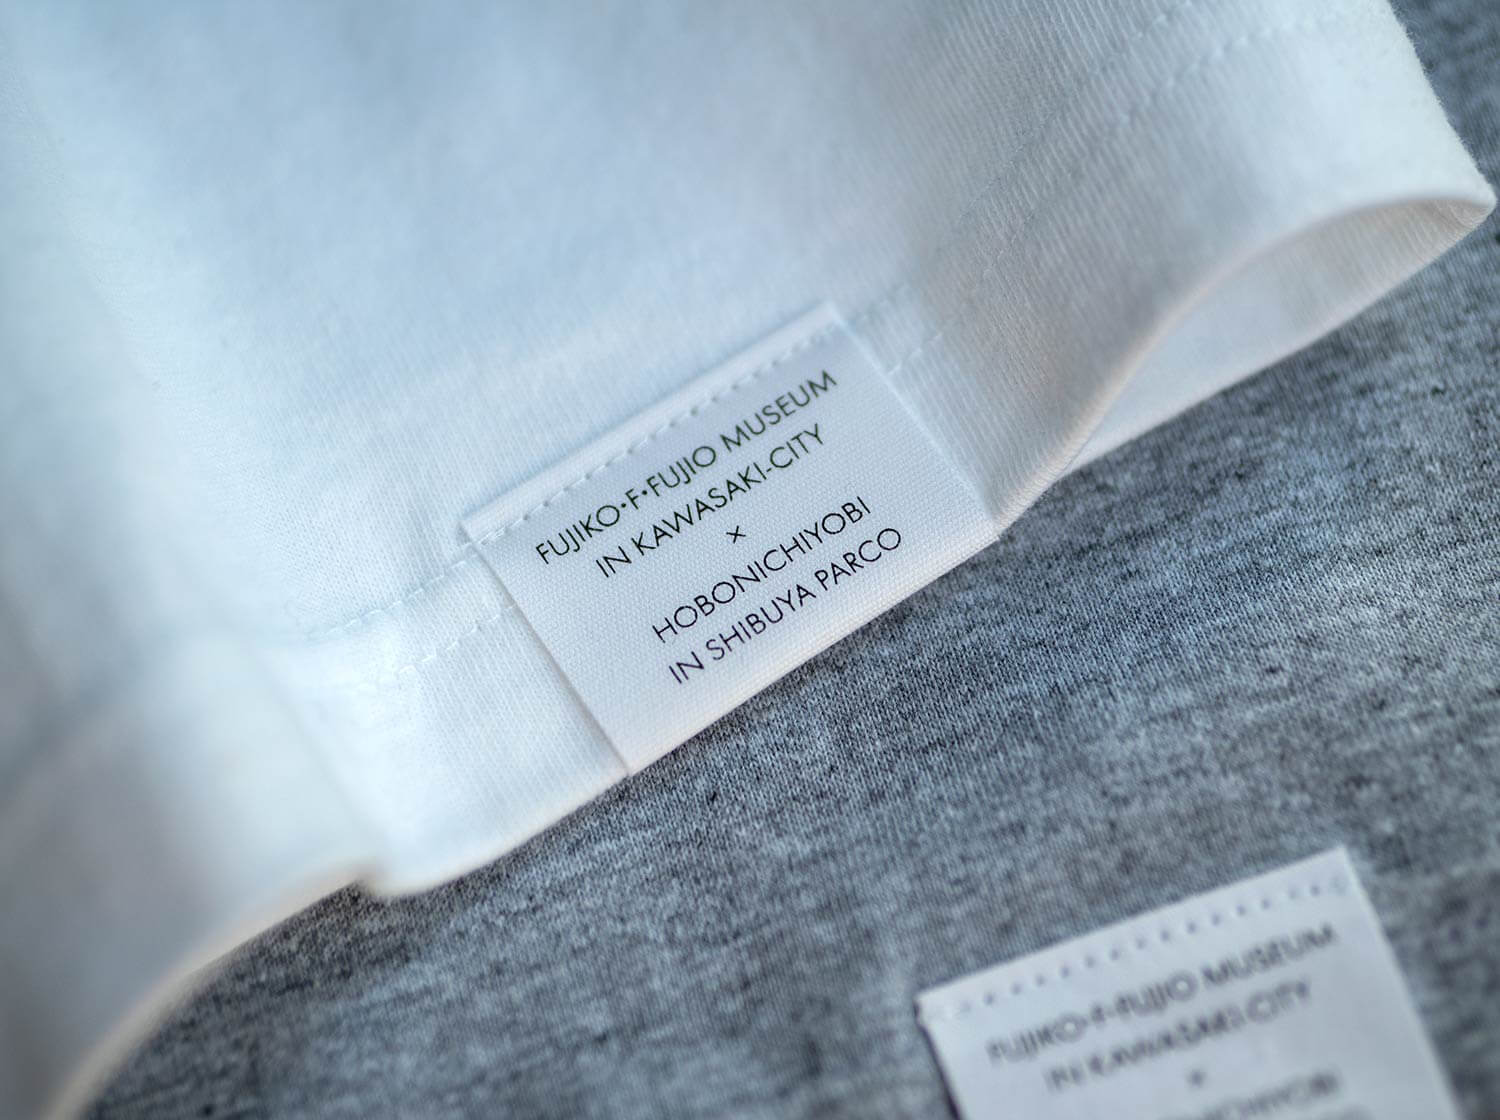 FUJIKO・F・FUJIO MUSEUM
IN KAWASAKI-CITY
×
HOBONICHIYOBI
IN SHIBUYA PARCO
FUJIKO・F・FUJIO MUSEUM
IN KAWASAKI-CITY
×